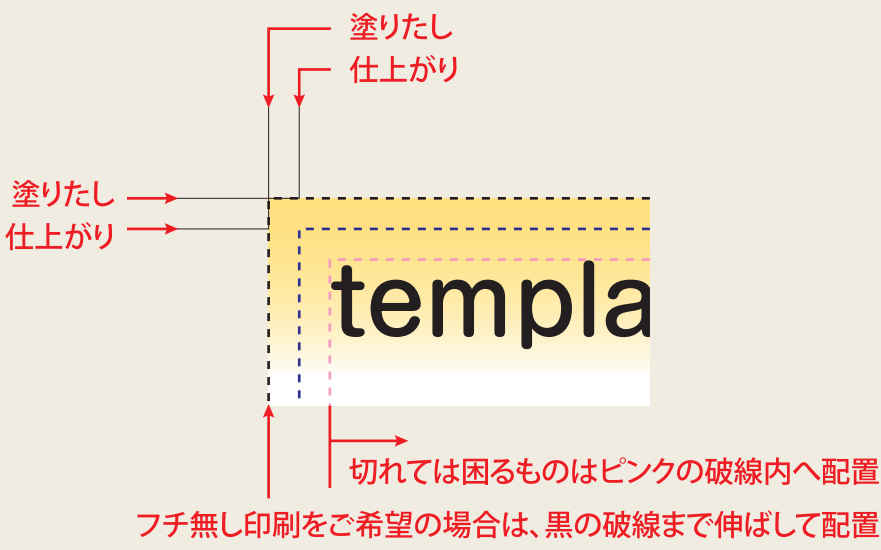 塗りたし
仕上がり
塗りたし
仕上がり
templa
切れては困るものはピンクの破線内へ配置
フチ無し印刷をご希望の場合は、黒の破線まで伸ばして配置